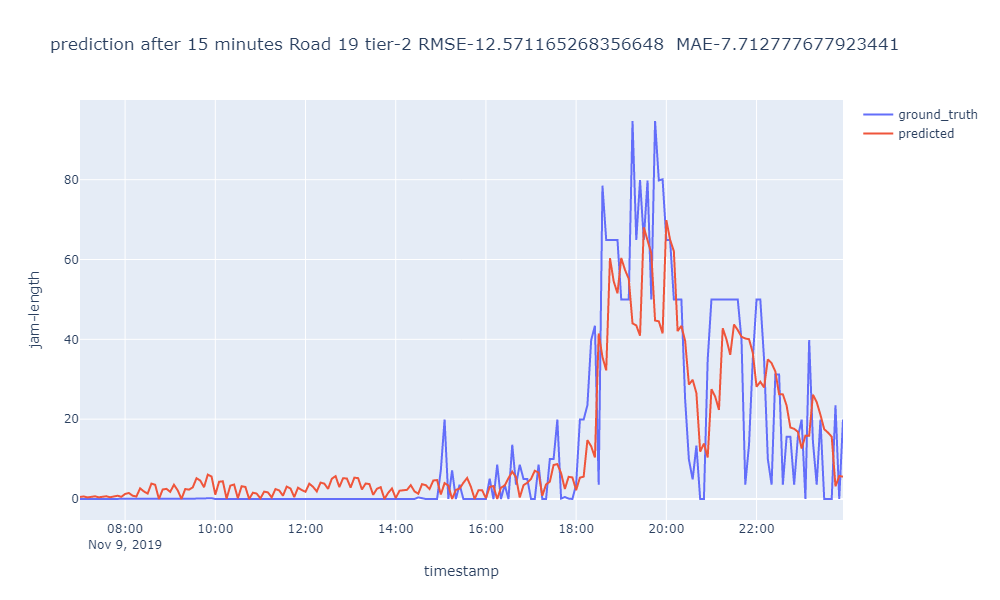 prediction after 15 minutes Road 19 tier-2 RMSE-12.571165268356648  MAE-7.712777677923441
ground_truth
predicted
jam-length
80
60
40
20
0
08:00 10:00 12:00 14:00 16:00 18:00 20:00 22:00
Nov 9, 2019
timestamp